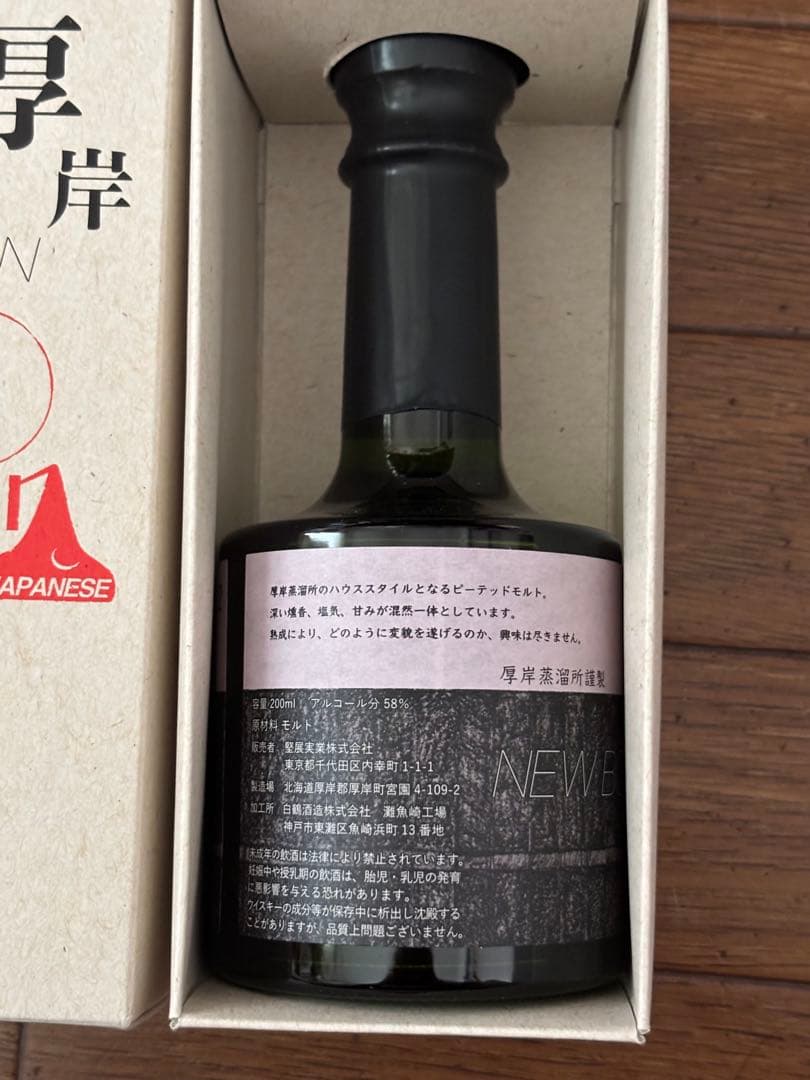 厚
岸
W
JAPANESE
厚岸蒸溜所のハウススタイルとなるピーテッドモルト。
深い燻香、塩気、甘みが混然一体としています。
熟成により、どのように変貌を遂げるのか、興味は尽きません。
厚岸蒸溜所謹製
容量 200ml アルコール分 58%
原材料 モルト
販売者 堅展実業株式会社
東京都千代田区内幸町 1-1-1
製造場 北海道厚岸郡厚岸町宮園 4-109-2
加工所 白鶴酒造株式会社 灘魚崎工場
神戸市東灘区魚崎浜町 13 番地
未成年の飲酒は法律により禁止されています。
妊娠中や授乳期の飲酒は、胎児・乳児の発育
に悪影響を与える恐れがあります。
ウイスキーの成分等が保存中に析出し沈殿する
ことがありますが、品質上問題ございません。
NEW B